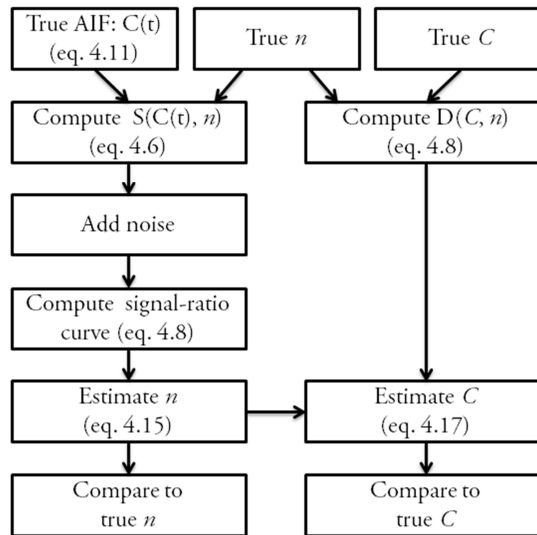 True AIF: C(t)
(eq. 4.11)
True n
True C
Compute S(C(t), n)
(eq. 4.6)
Compute D(C, n)
(eq. 4.8)
Add noise
Compute signal-ratio
curve (eq. 4.8)
Estimate n
(eq. 4.15)
Estimate C
(eq. 4.17)
Compare to
true n
Compare to
true C